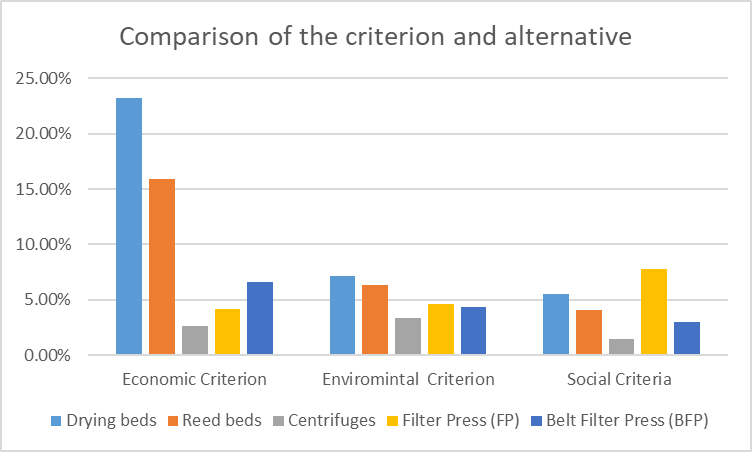 Comparison of the criterion and alternative
25.00%
20.00%
15.00%
10.00%
5.00%
0.00%
Economic Criterion Enviromintal Criterion Social Criteria
Drying beds Reed beds Centrifuges Filter Press (FP) Belt Filter Press (BFP)